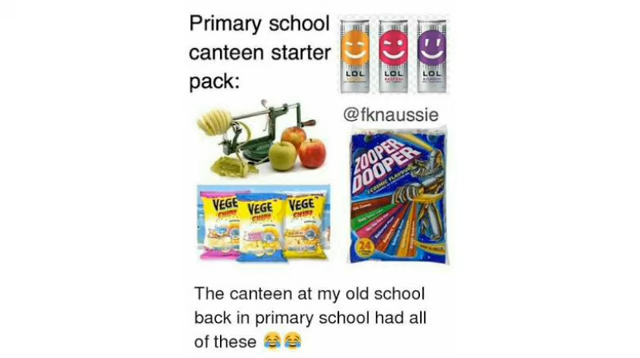 Primary school
canteen starter
pack:
LOL
LOL
LOL
@fknaussie
ZOOPER
DOOPER
24
VEGE
VEGE
VEGE
The canteen at my old school
back in primary school had all
of these 😂😂